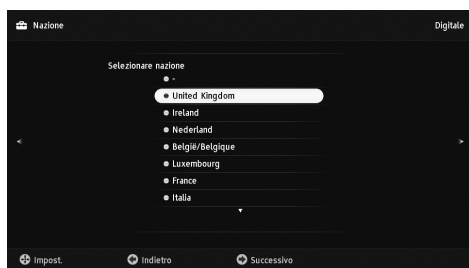 Nazione
Digitale
Selezionare nazione
-
United Kingdom
Ireland
Nederland
België/Belgique
Luxembourg
France
Italia
Impost.
Indietro
Successivo